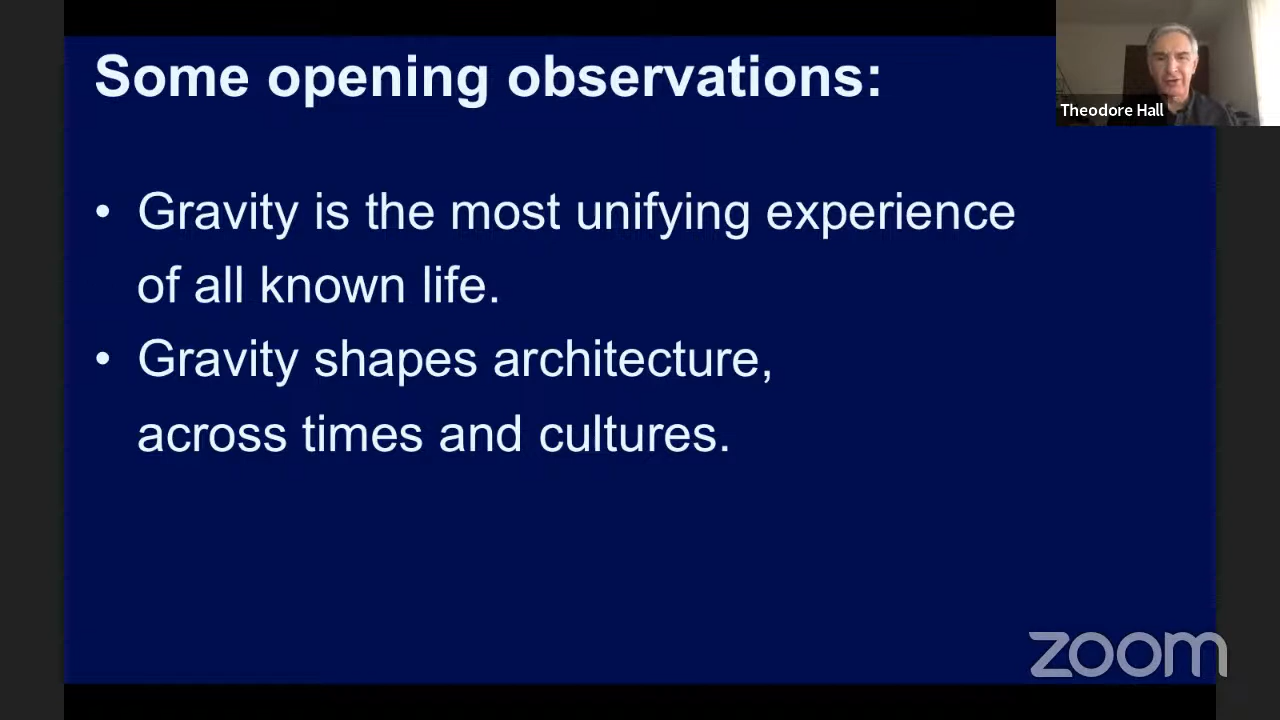 Some opening observations:
Theodore Hall
• Gravity is the most unifying experience
of all known life.
• Gravity shapes architecture,
across times and cultures.
zoom